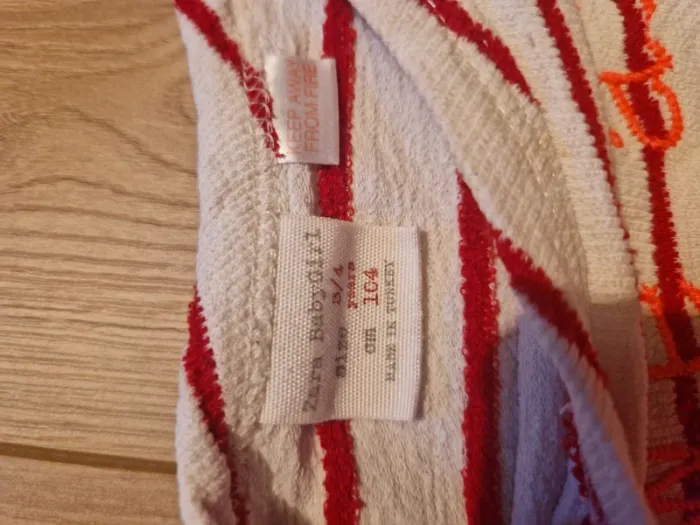 KEEP AWAY
FROM FIRE
Zara BabyGirl
size 3/4
years
cm 104
MADE IN TURKEY